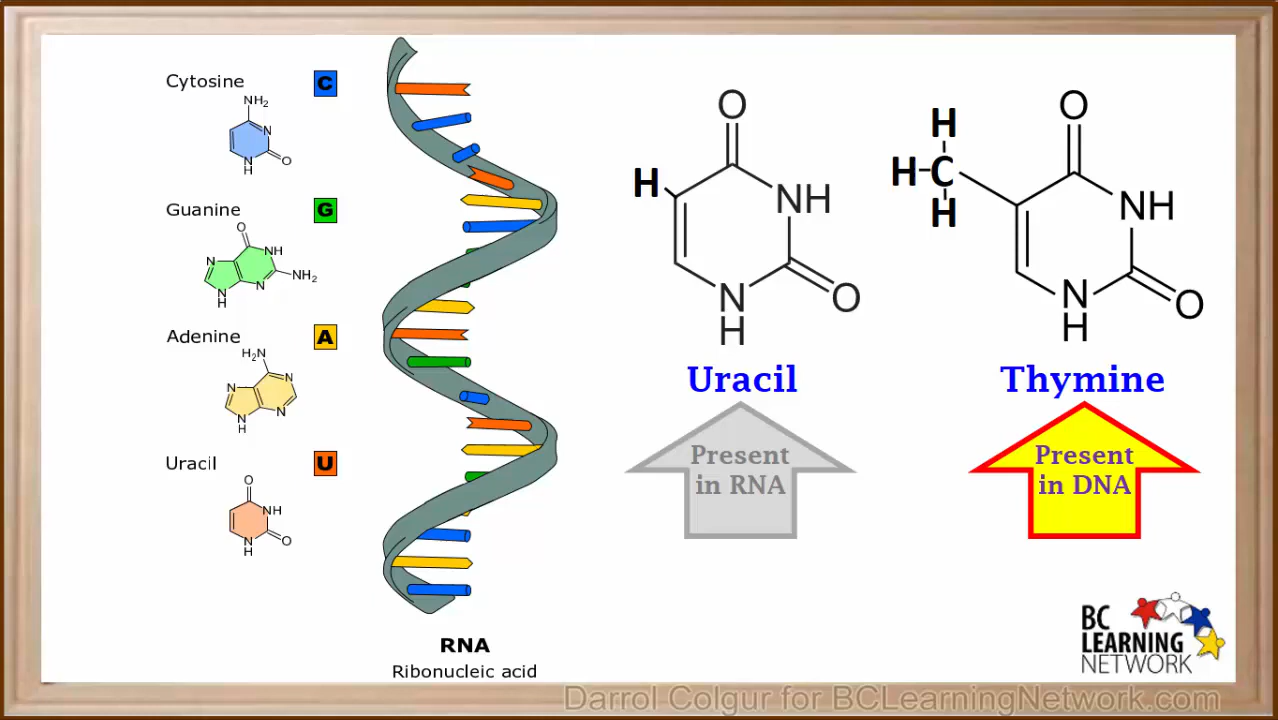 Cytosine
C
NH2
N
N
H
O
Guanine
G
O
N
NH
N
H
N
NH2
Adenine
A
H2N
N
N
N
H
N
Uracil
U
O
NH
N
H
O
RNA
Ribonucleic acid
O
H
NH
N
H
O
Uracil
Present
in RNA
H
H-C
H
O
NH
N
H
O
Thymine
Present
in DNA
BC
LEARNING
NETWORK
Darrol Colgur for BCLearningNetwork.com